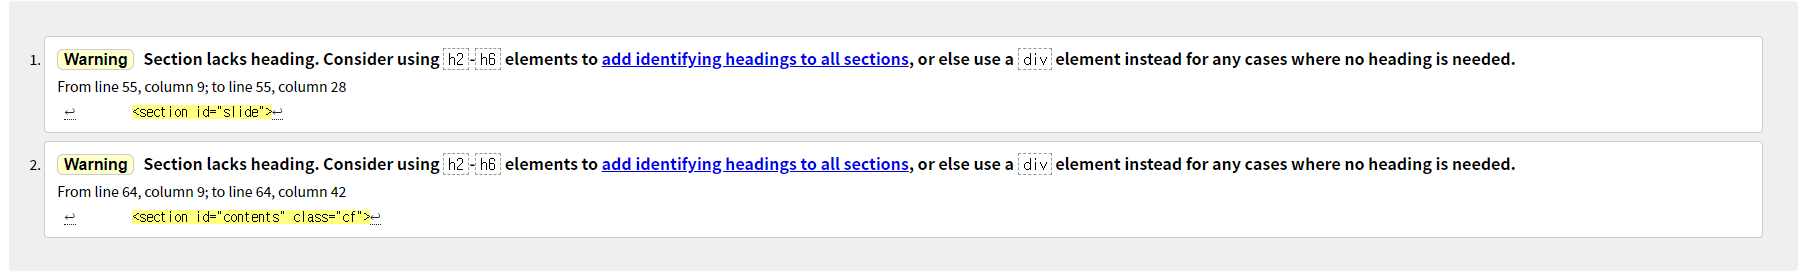 1. Warning Section lacks heading. Consider using h2-h6 elements to add identifying headings to all sections, or else use a div element instead for any cases where no heading is needed.
From line 55, column 9; to line 55, column 28
↩ <section id="slide">↩
2. Warning Section lacks heading. Consider using h2-h6 elements to add identifying headings to all sections, or else use a div element instead for any cases where no heading is needed.
From line 64, column 9; to line 64, column 42
↩ <section id="contents" class="cf">↩